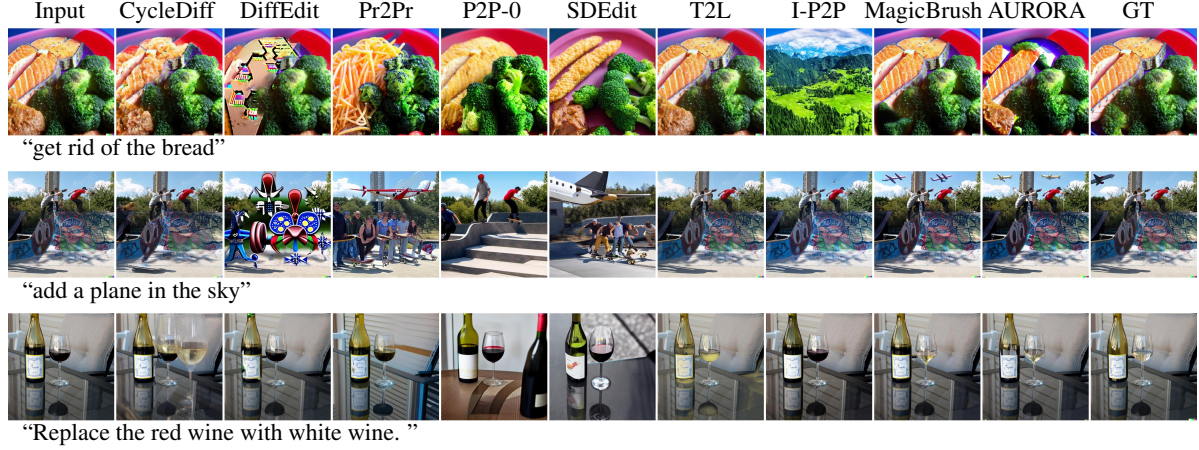 Input CycleDiff DiffEdit Pr2Pr P2P-0 SDEdit T2L I-P2P MagicBrush AURORA GT
“get rid of the bread”
“add a plane in the sky”
“Replace the red wine with white wine. ”